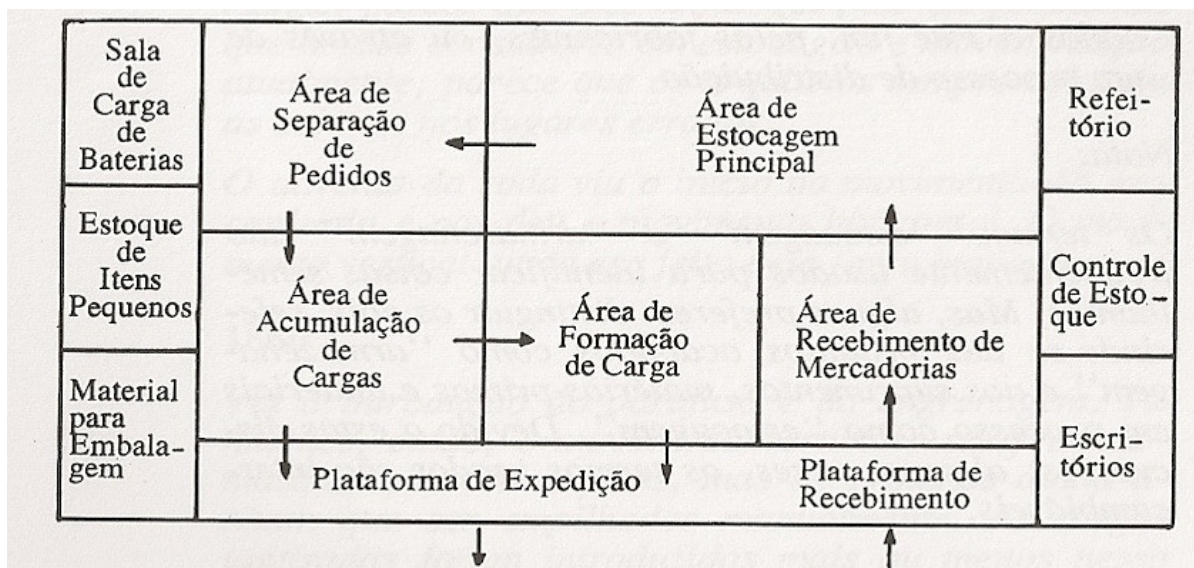 Sala
de
Carga
de
Baterias
Área de
Separação
de
Pedidos
Área de
Estocagem
Principal
Refei-
tório
Estoque
de
Itens
Pequenos
Área de
Acumulação
de
Cargas
Área de
Formação
de Carga
Área de
Recebimento de
Mercadorias
Controle
de Esto-
que
Material
para
Embala-
gem
Plataforma de Expedição
Plataforma de
Recebimento
Escri-
tórios